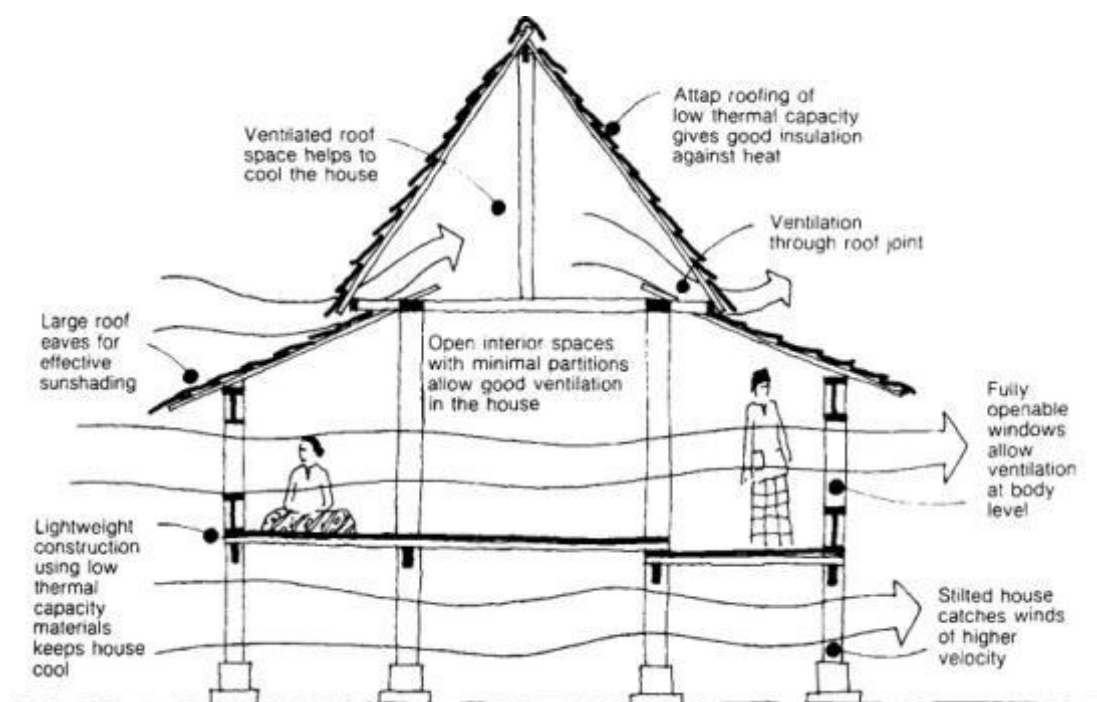 Ventilated roof
space helps to
cool the house
Attap roofing of
low thermal capacity
gives good insulation
against heat
Ventilation
through roof joint
Large roof
eaves for
effective
sunshading
Open interior spaces
with minimal partitions
allow good ventilation
in the house
Fully
openable
windows
allow
ventilation
at body
level
Lightweight
construction
using low
thermal
capacity
materials
keeps house
cool
Stilted house
catches winds
of higher
velocity